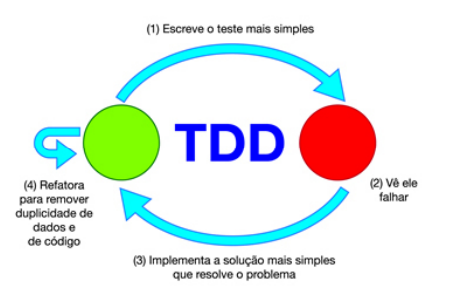 (1) Escreve o teste mais simples
TDD
(2) Vê ele
falhar
(3) Implementa a solução mais simples
que resolve o problema
(4) Refatora
para remover
duplicidade de
dados e
de código